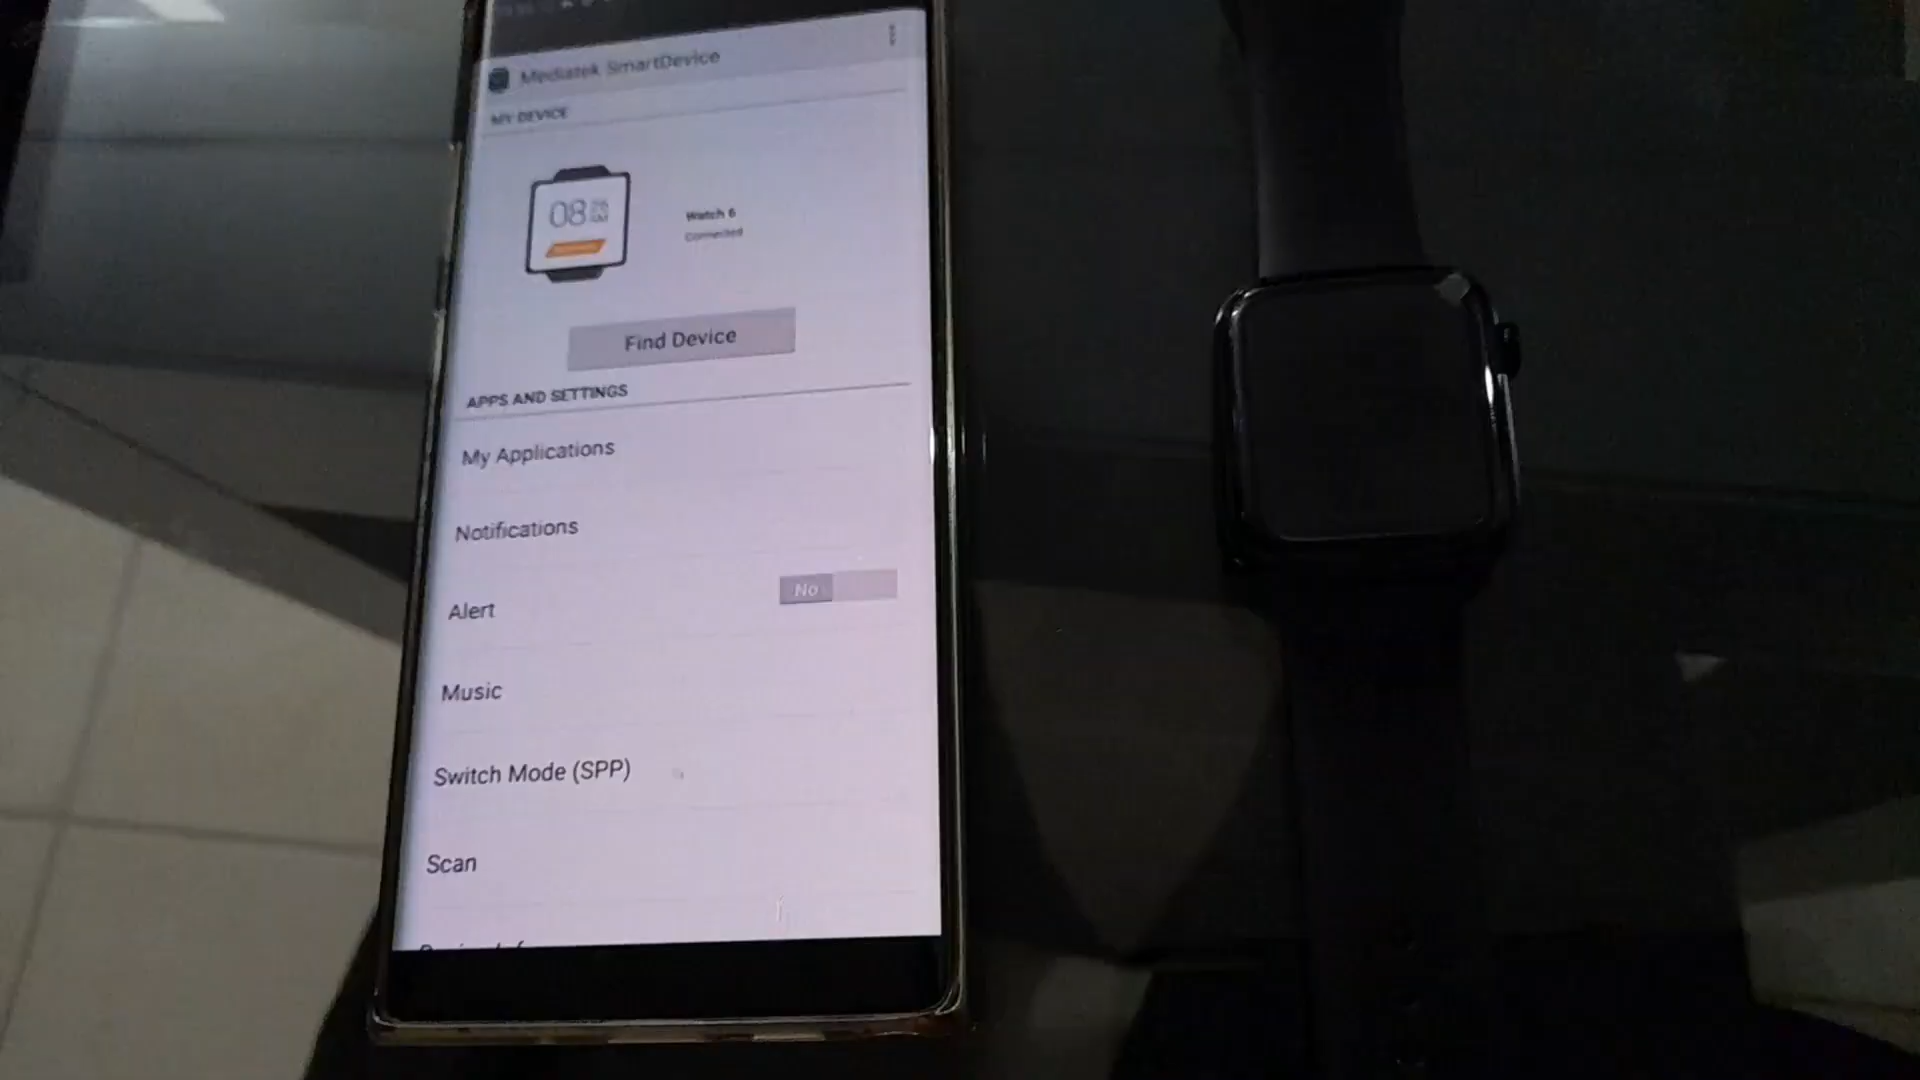 Mediatek SmartDevice
MY DEVICE
08
Watch 6
Connected
Find Device
APPS AND SETTINGS
My Applications
Notifications
Alert
No
Music
Switch Mode (SPP)
Scan